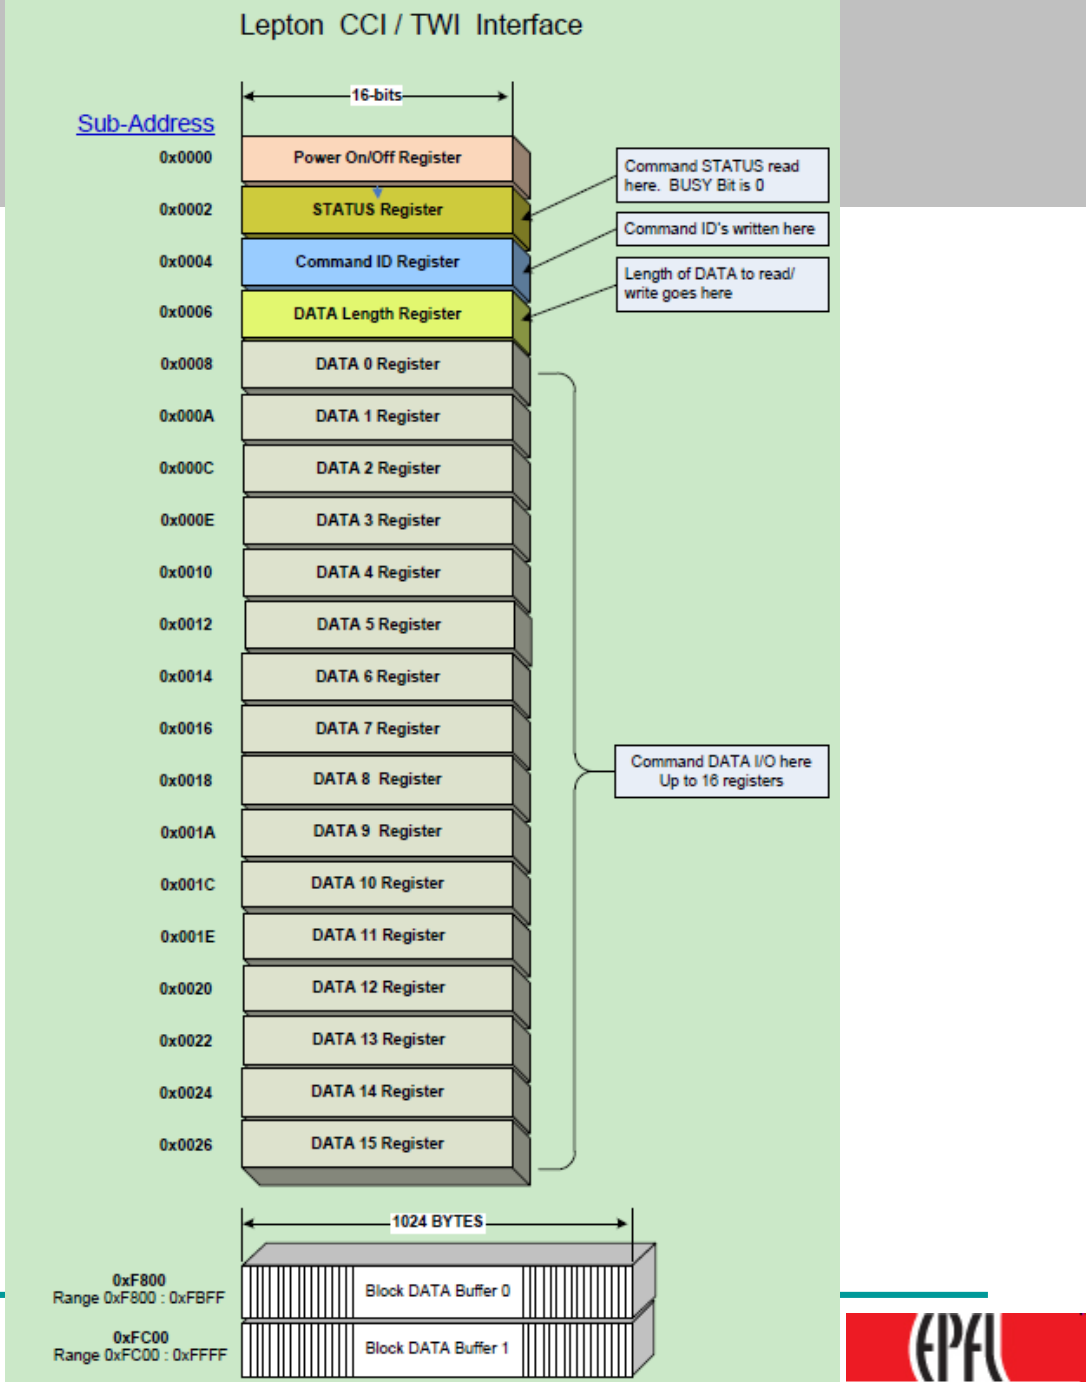 Lepton CCI / TWI Interface
16-bits
Sub-Address
0x0000 Power On/Off Register
Command STATUS read
here. BUSY Bit is 0
0x0002 STATUS Register
Command ID's written here
0x0004 Command ID Register
Length of DATA to read/
write goes here
0x0006 DATA Length Register
0x0008 DATA 0 Register
0x000A DATA 1 Register
0x000C DATA 2 Register
0x000E DATA 3 Register
0x0010 DATA 4 Register
0x0012 DATA 5 Register
0x0014 DATA 6 Register
0x0016 DATA 7 Register
Command DATA I/O here
Up to 16 registers
0x0018 DATA 8 Register
0x001A DATA 9 Register
0x001C DATA 10 Register
0x001E DATA 11 Register
0x0020 DATA 12 Register
0x0022 DATA 13 Register
0x0024 DATA 14 Register
0x0026 DATA 15 Register
1024 BYTES
0xF800
Range 0xF800 : 0xFBFF
Block DATA Buffer 0
0xFC00
Range 0xFC00 : 0xFFFF
Block DATA Buffer 1
EPFL